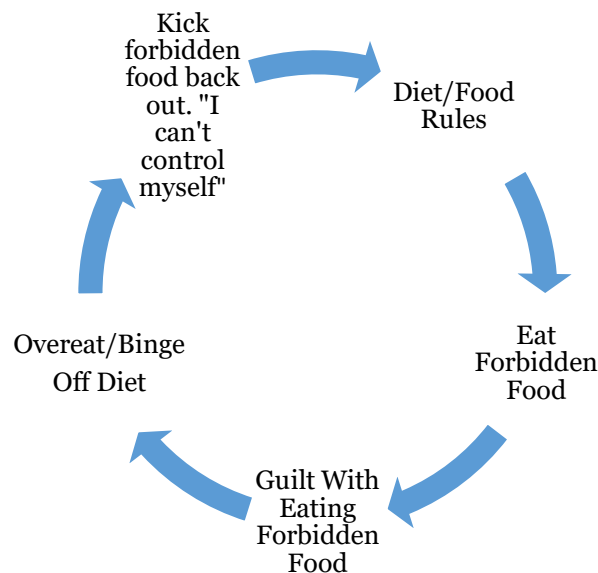 Kick
forbidden
food back
out. "I
can't
control
myself"
Diet/Food
Rules
Eat
Forbidden
Food
Guilt With
Eating
Forbidden
Food
Overeat/Binge
Off Diet